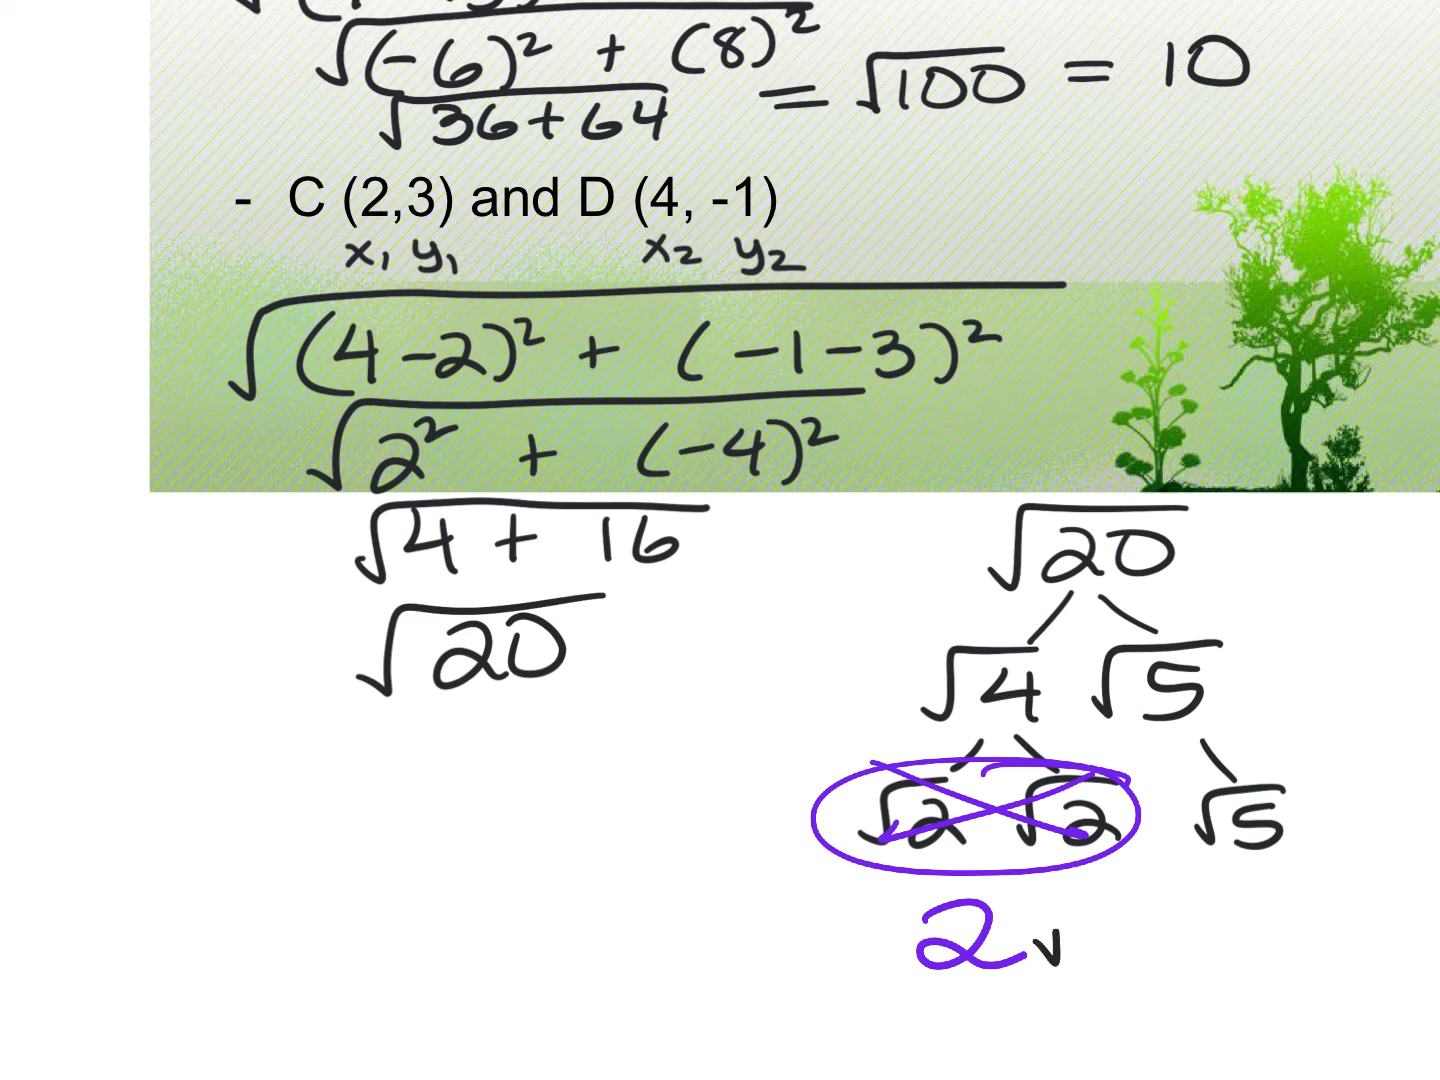 √(-6)² + (8)²
√36+64 = √100 = 10
- C (2,3) and D (4, -1)
x₁ y₁ x₂ y₂
√(4-2)² + (-1-3)²
√2² + (-4)²
√4 + 16
√20
√20
√4 √5
√2 √2 √5
2√